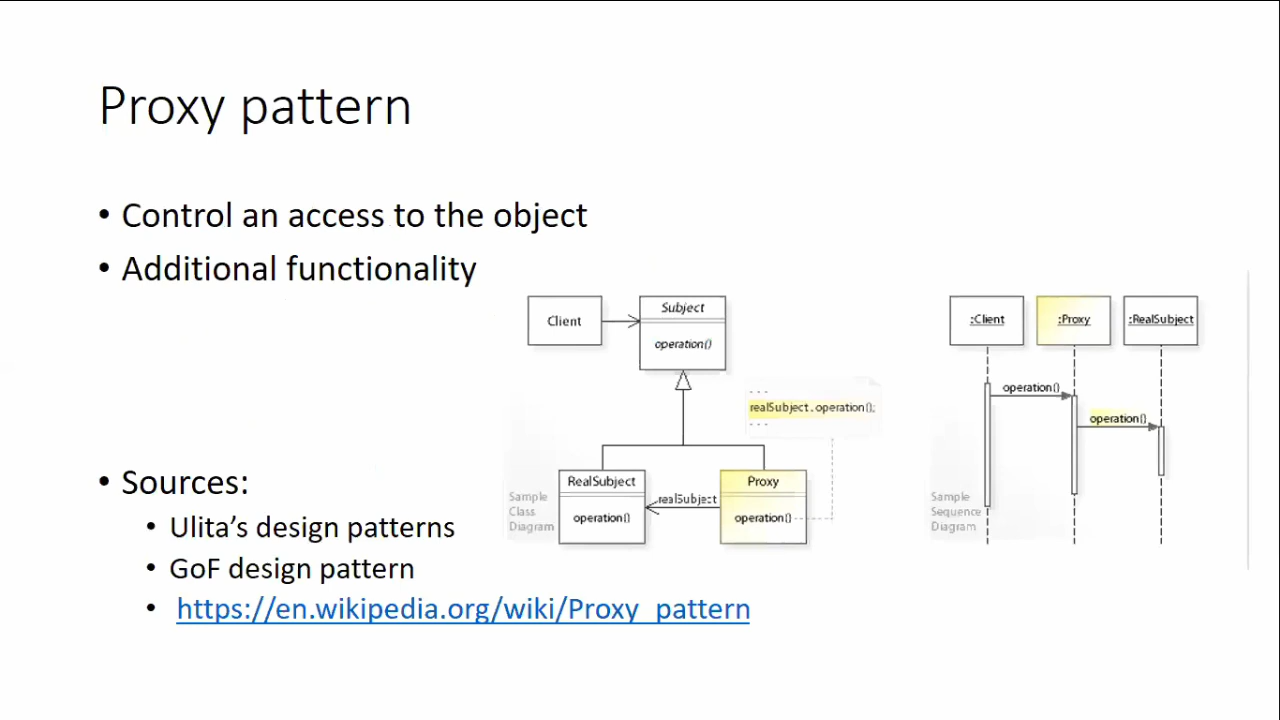 Proxy pattern
• Control an access to the object
• Additional functionality
Client
Subject
operation()
. . .
realSubject.operation();
. . .
RealSubject
operation()
realSubject
Proxy
operation()
Sample
Class
Diagram
:Client
:Proxy
:RealSubject
operation()
operation()
Sample
Sequence
Diagram
• Sources:
• Ulita’s design patterns
• GoF design pattern
• https://en.wikipedia.org/wiki/Proxy_pattern